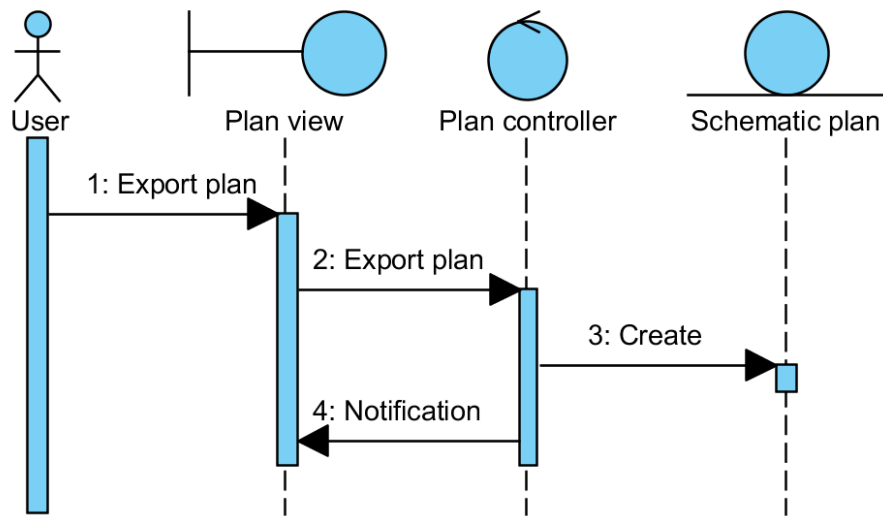 User
Plan view
Plan controller
Schematic plan
1: Export plan
2: Export plan
3: Create
4: Notification